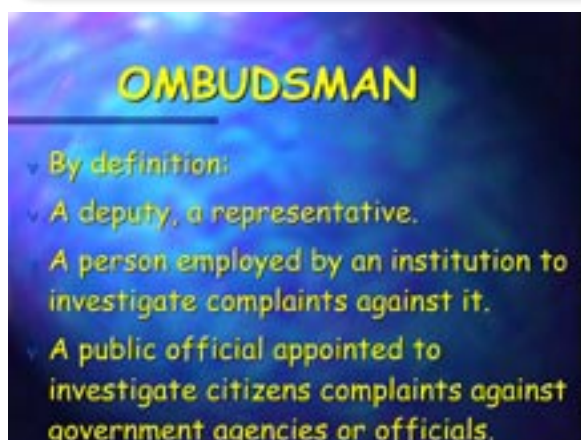 OMBUDSMAN
By definition:
A deputy, a representative.
A person employed by an institution to
investigate complaints against it.
A public official appointed to
investigate citizens complaints against
government agencies or officials.